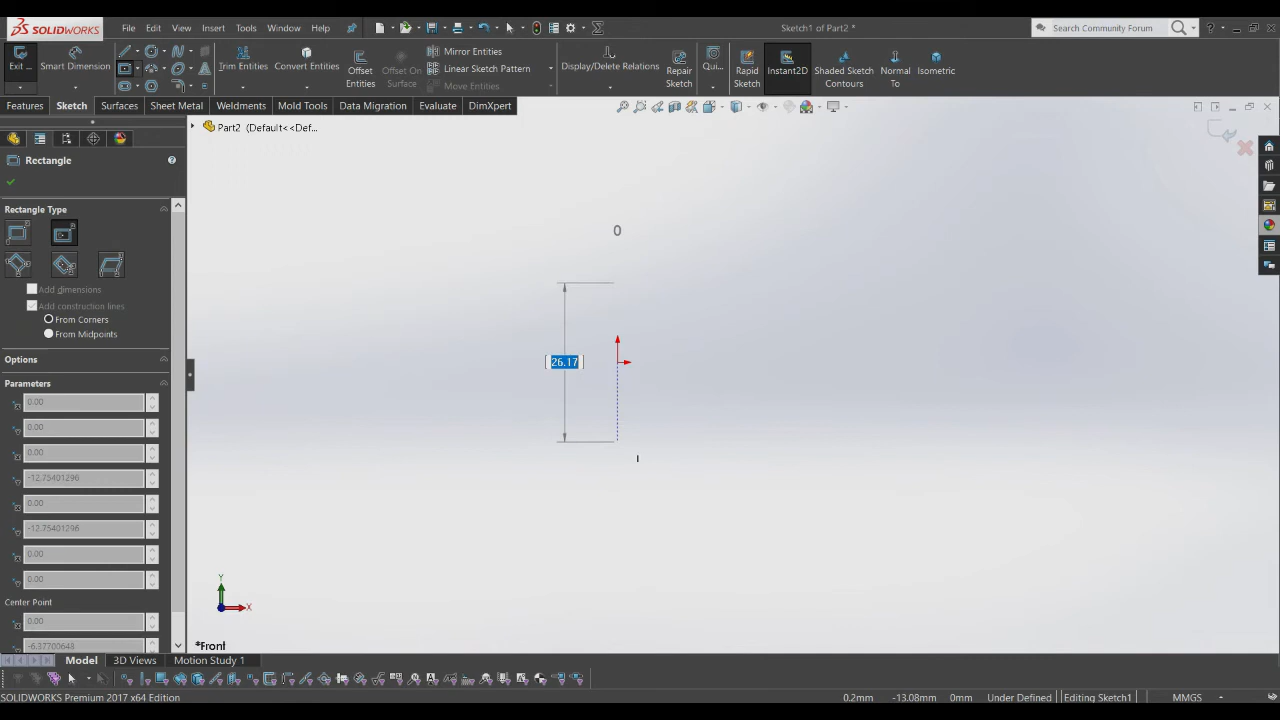 SOLIDWORKS File Edit View Insert Tools Window Help Sketch1 of Part2 * Search Community Forum ?
Exit ... Smart Dimension Trim Entities Convert Entities Offset Entities Offset On Surface Mirror Entities Linear Sketch Pattern Move Entities Display/Delete Relations Repair Sketch Qui... Rapid Sketch Instant2D Shaded Sketch Contours Normal To Isometric
Features Sketch Surfaces Sheet Metal Weldments Mold Tools Data Migration Evaluate DimXpert
Part2 (Default<<Def...
Rectangle ?
Rectangle Type
Add dimensions
Add construction lines
From Corners
From Midpoints
Options
Parameters
0.00
0.00
0.00
-12.75401296
0.00
-12.75401296
0.00
0.00
Center Point
0.00
-6.37700648
0
26.17
Y
X
*Front
Model 3D Views Motion Study 1
SOLIDWORKS Premium 2017 x64 Edition 0.2mm -13.08mm 0mm Under Defined Editing Sketch1 MMGS